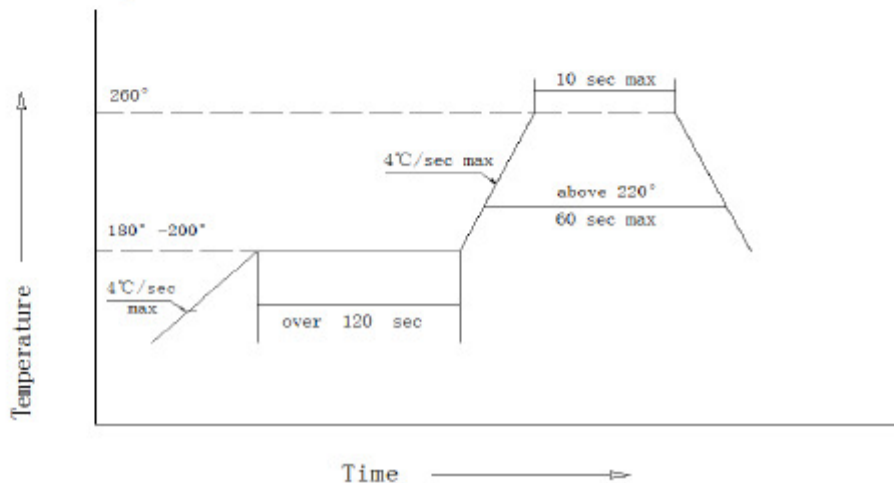 10 sec max
260°
4℃/sec max
above 220°
60 sec max
180° -200°
4℃/sec
max
over 120 sec
Temperature
Time